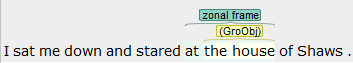 zonal frame
(GroObj)
I sat me down and stared at the house of Shaws .